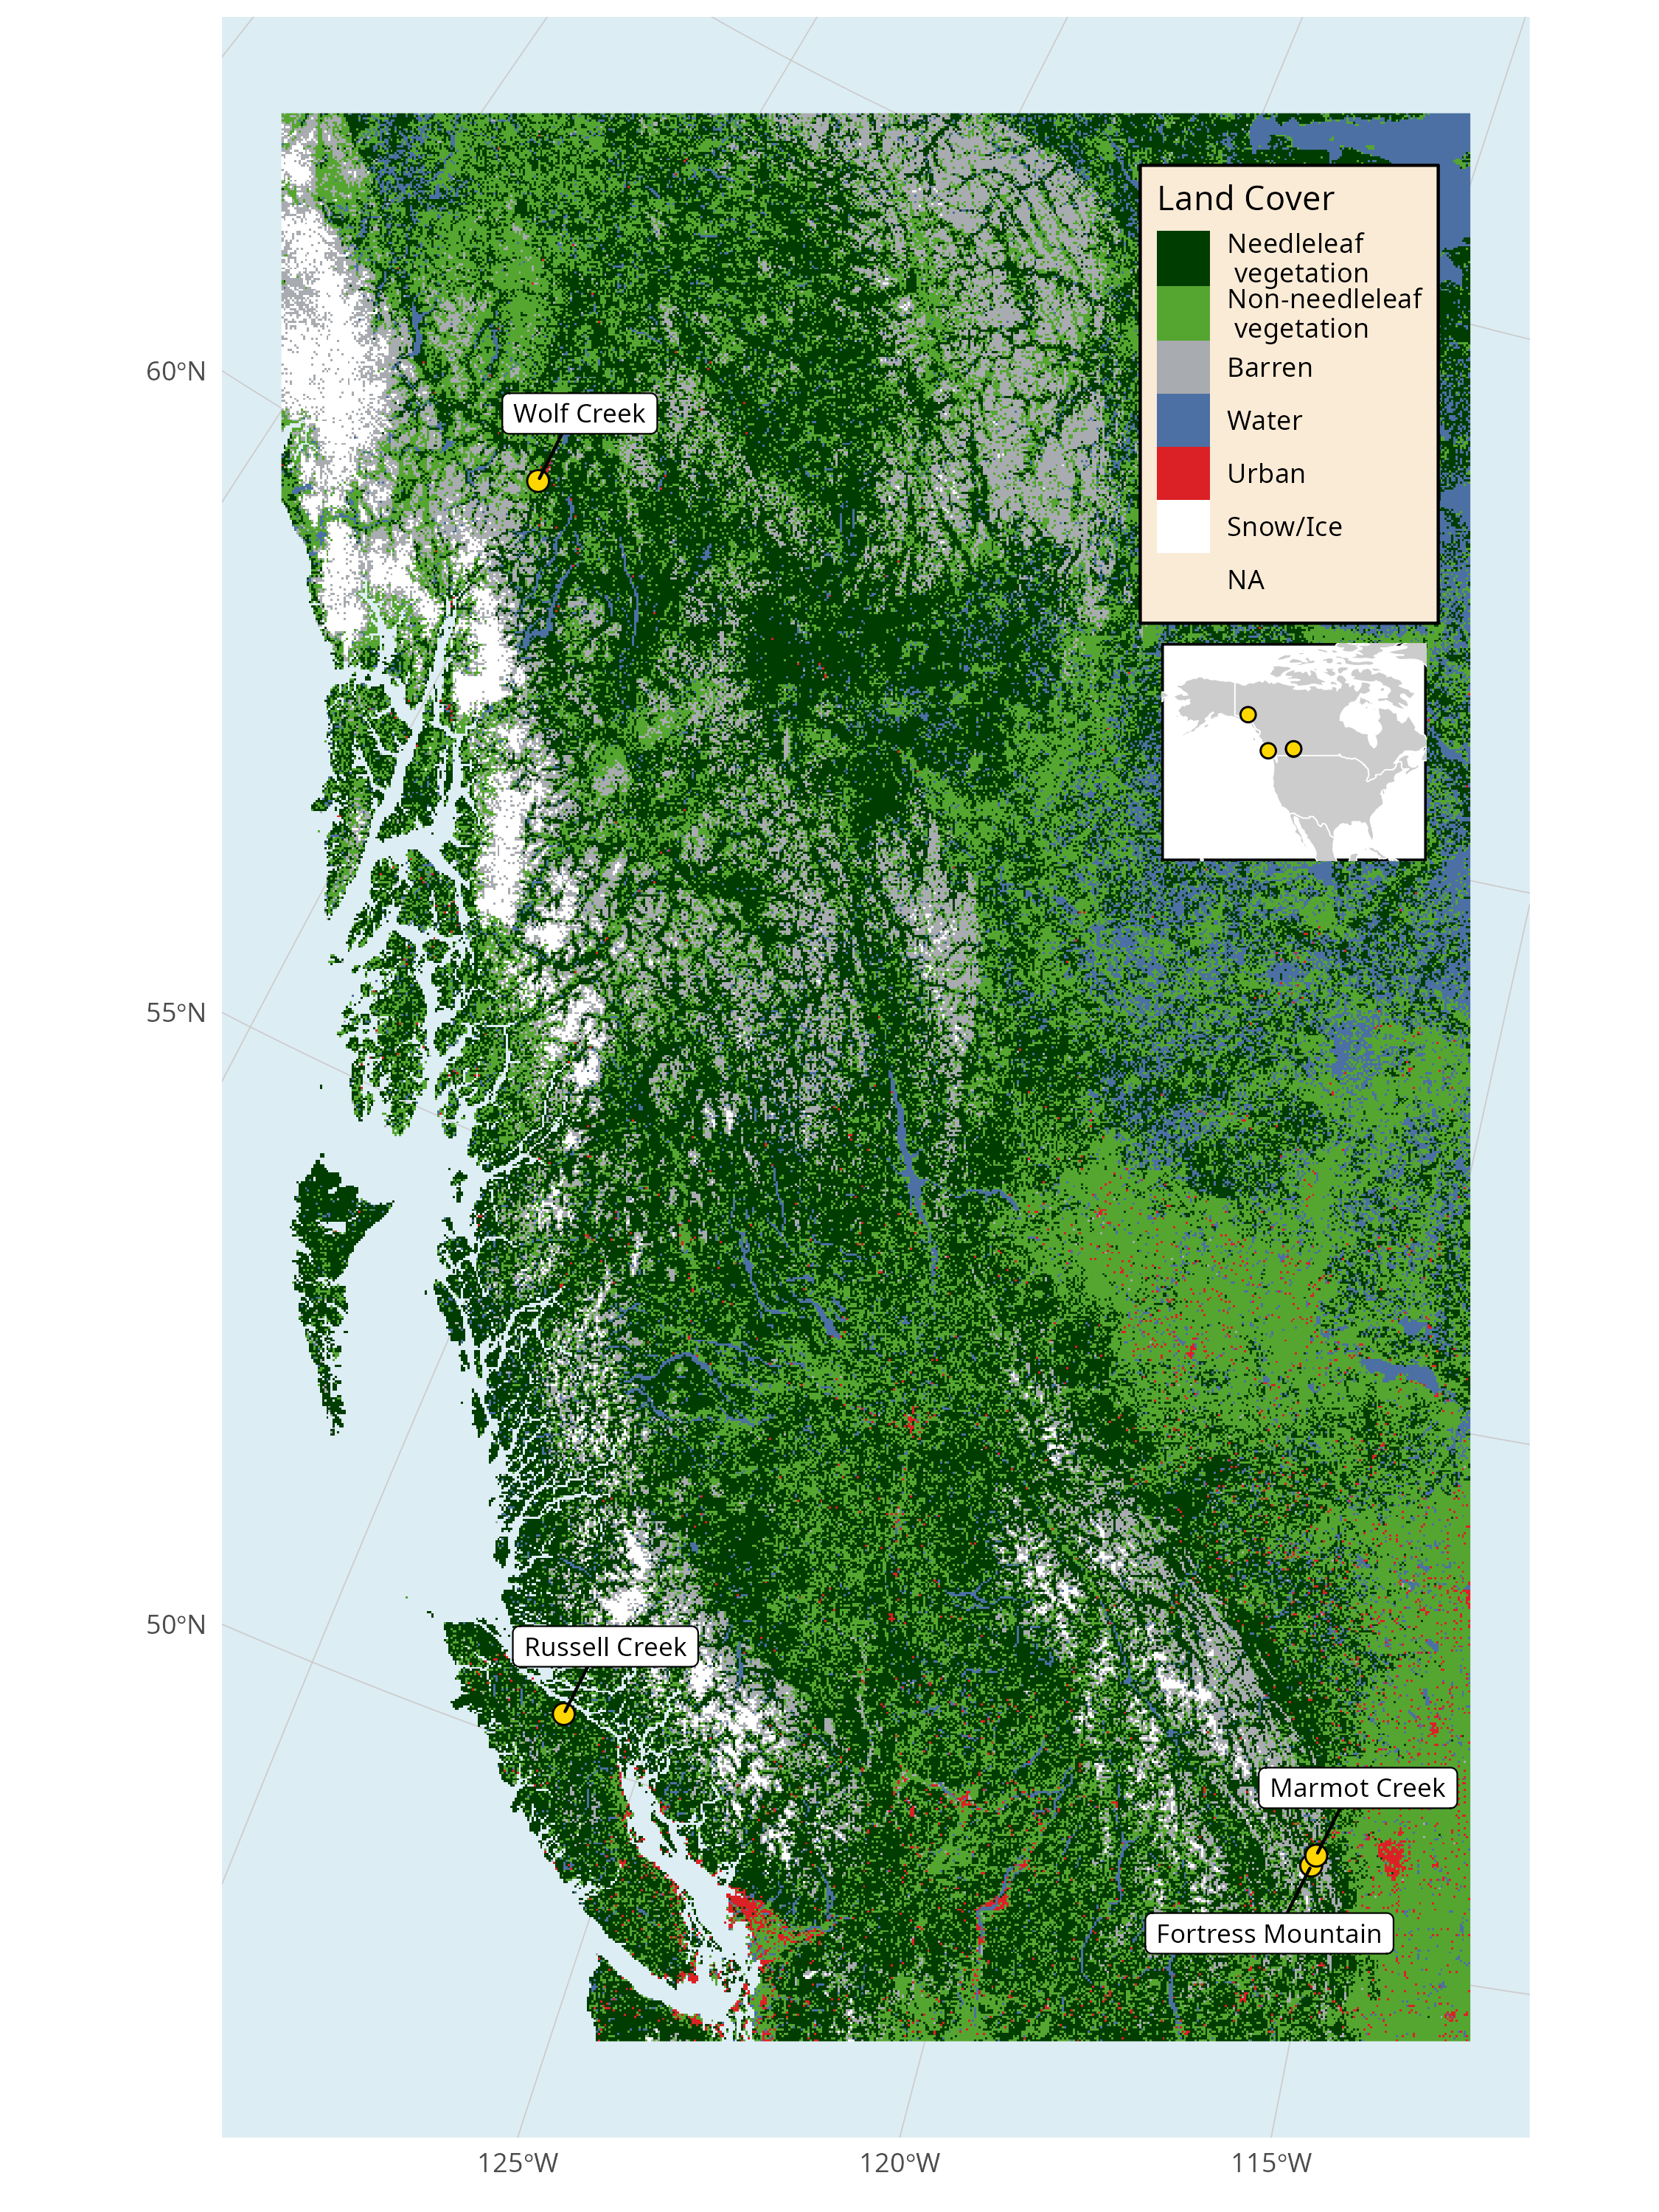 Land Cover
Needleleaf
vegetation
Non-needleleaf
vegetation
Barren
Water
Urban
Snow/Ice
NA
60°N
Wolf Creek
55°N
50°N
Russell Creek
Marmot Creek
Fortress Mountain
125°W
120°W
115°W